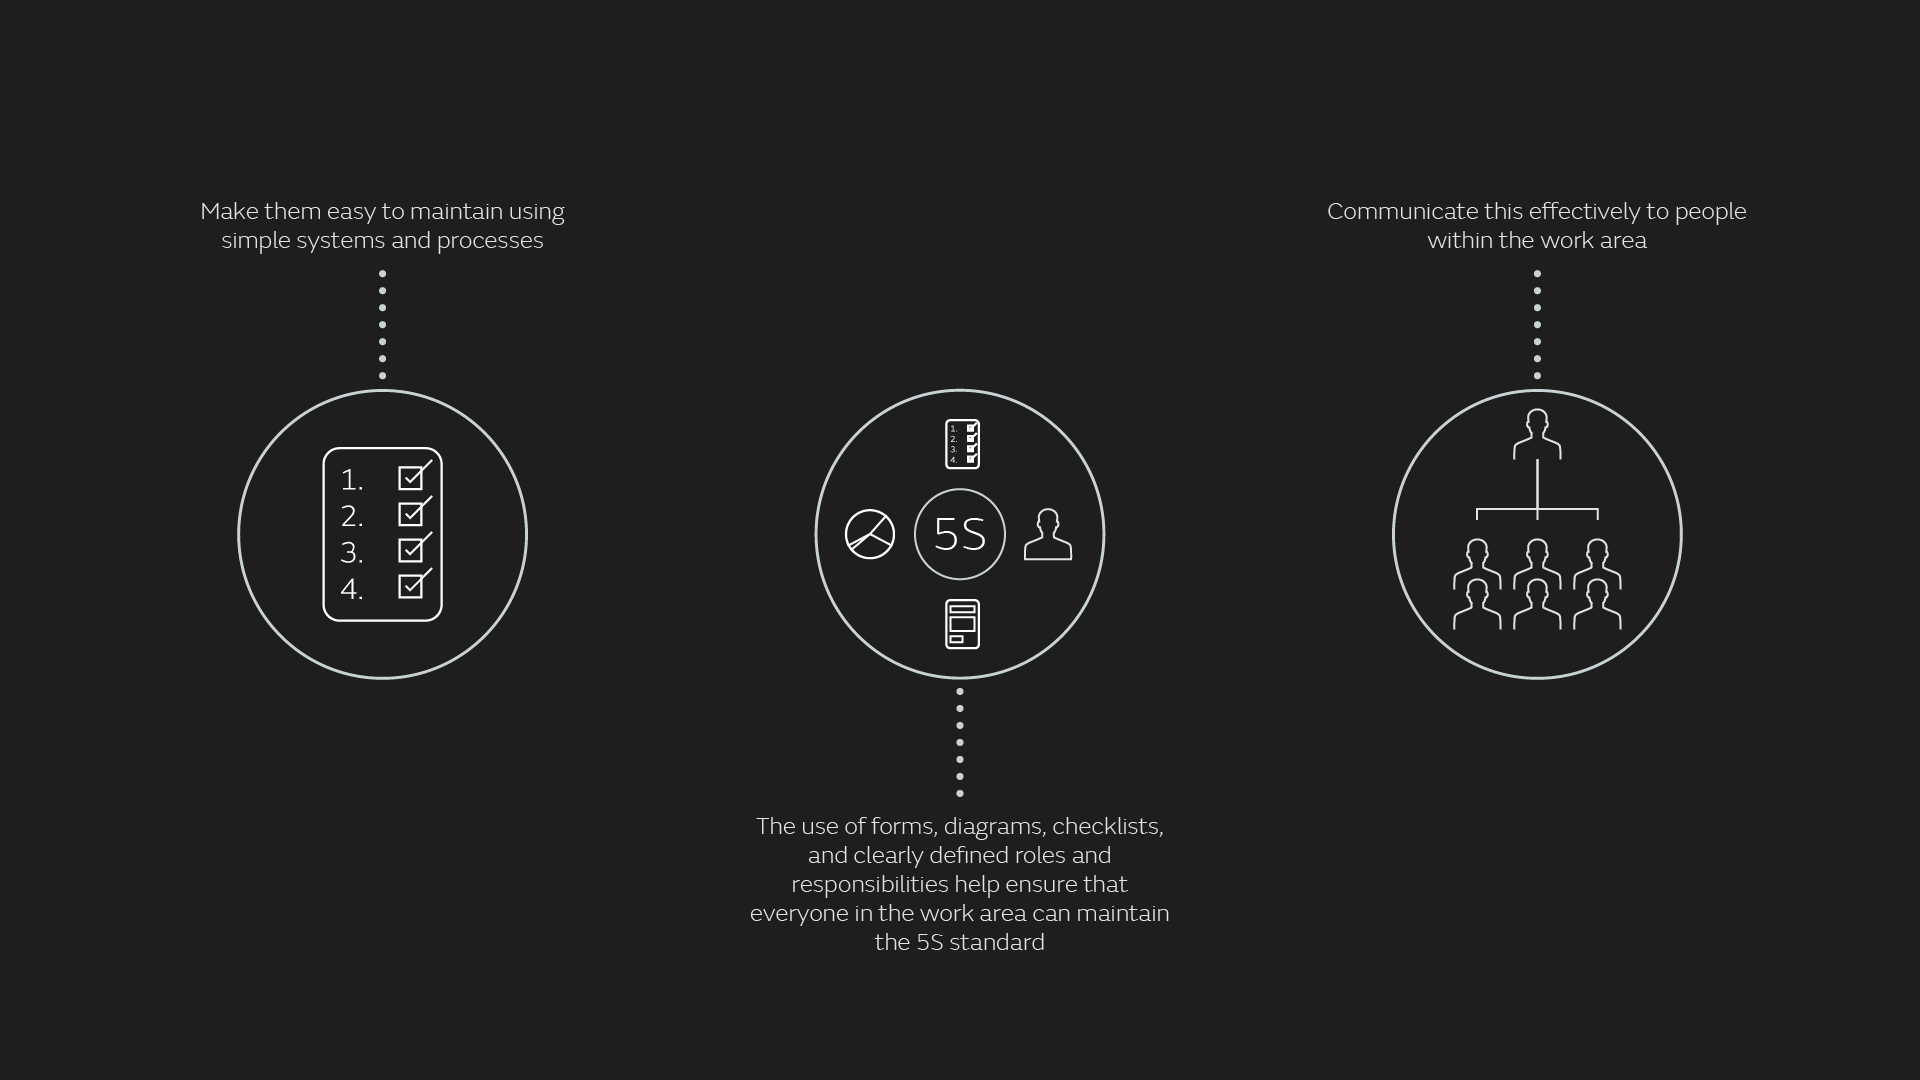 Make them easy to maintain using
simple systems and processes
1.
2.
3.
4.
1.
2.
3.
4.
5S
The use of forms, diagrams, checklists,
and clearly defined roles and
responsibilities help ensure that
everyone in the work area can maintain
the 5S standard
Communicate this effectively to people
within the work area